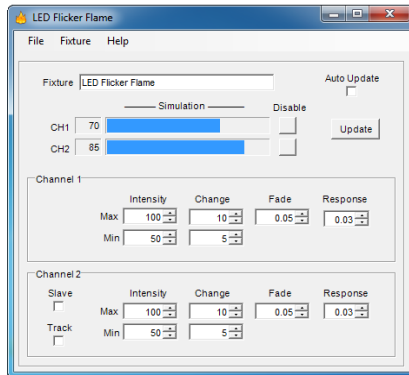 LED Flicker Flame
File Fixture Help
Fixture LED Flicker Flame Auto Update
Simulation Disable
CH1 70
Update
CH2 85
Channel 1
Intensity Change Fade Response
Max 100 10 0.05 0.03
Min 50 5
Channel 2
Slave Intensity Change Fade Response
Max 100 10 0.05 0.03
Track Min 50 5